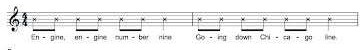 En - gine, en - gine num - ber nine Go - ing down Chi - ca - go line.